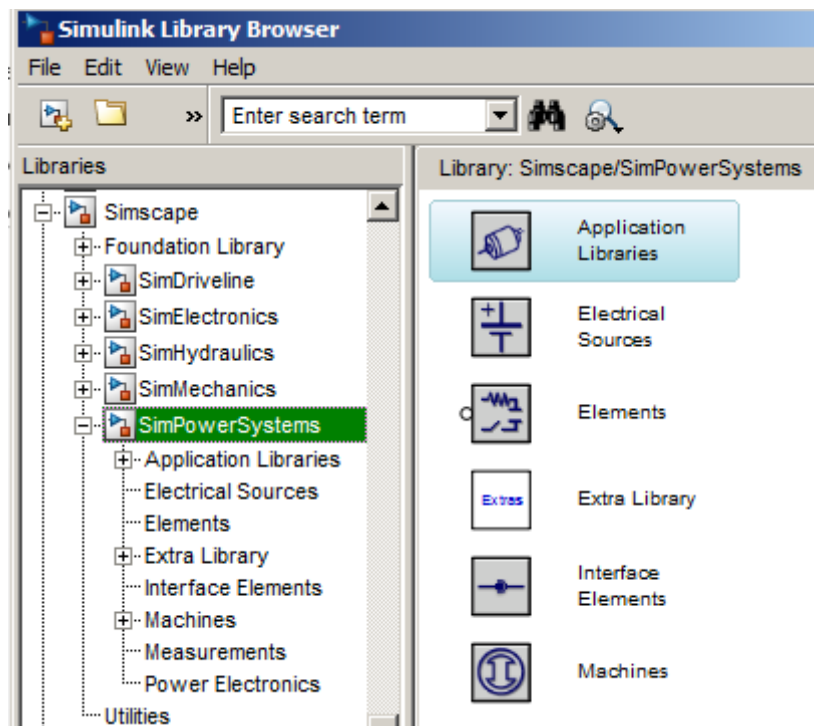 Simulink Library Browser
File Edit View Help
» Enter search term
Libraries
Simscape
Foundation Library
SimDriveline
SimElectronics
SimHydraulics
SimMechanics
SimPowerSystems
Application Libraries
Electrical Sources
Elements
Extra Library
Interface Elements
Machines
Measurements
Power Electronics
Utilities
Library: Simscape/SimPowerSystems
Application
Libraries
Electrical
Sources
Elements
Extras
Extra Library
Interface
Elements
Machines